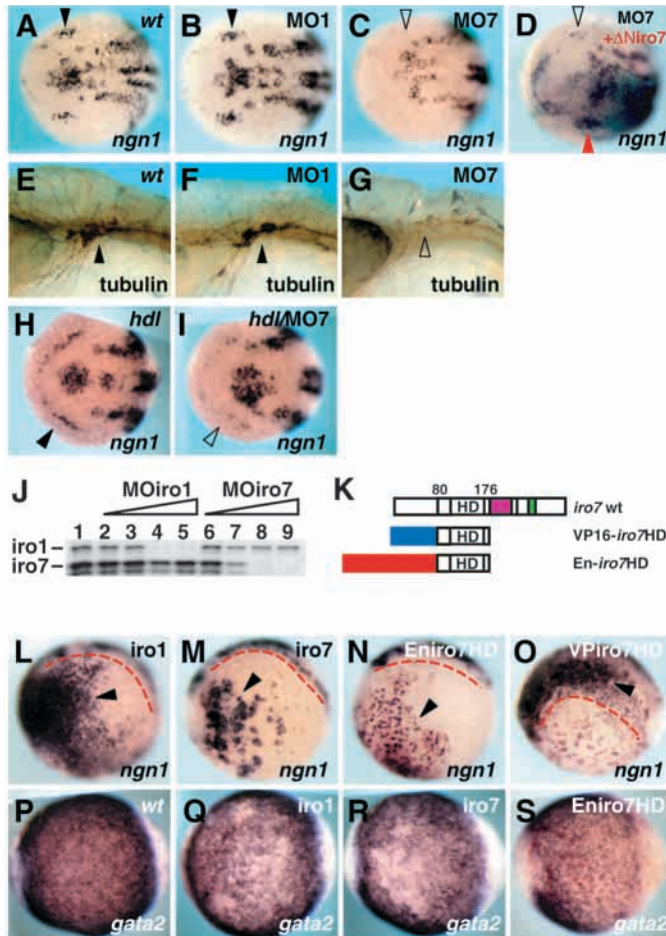 A wt
ngn1
B MO1
ngn1
C MO7
ngn1
D MO7
+ΔNiro7
ngn1
E wt
tubulin
F MO1
tubulin
G MO7
tubulin
H hdl
ngn1
I hdl/MO7
ngn1
J MOiro1 MOiro7
1 2 3 4 5 6 7 8 9
iro1
iro7
K 80 176
HD iro7 wt
HD VP16-iro7HD
HD En-iro7HD
L iro1
ngn1
M iro7
ngn1
N Eniro7HD
ngn1
O VPiro7HD
ngn1
P wt
gata2
Q iro1
gata2
R iro7
gata2
S Eniro7HD
gata2